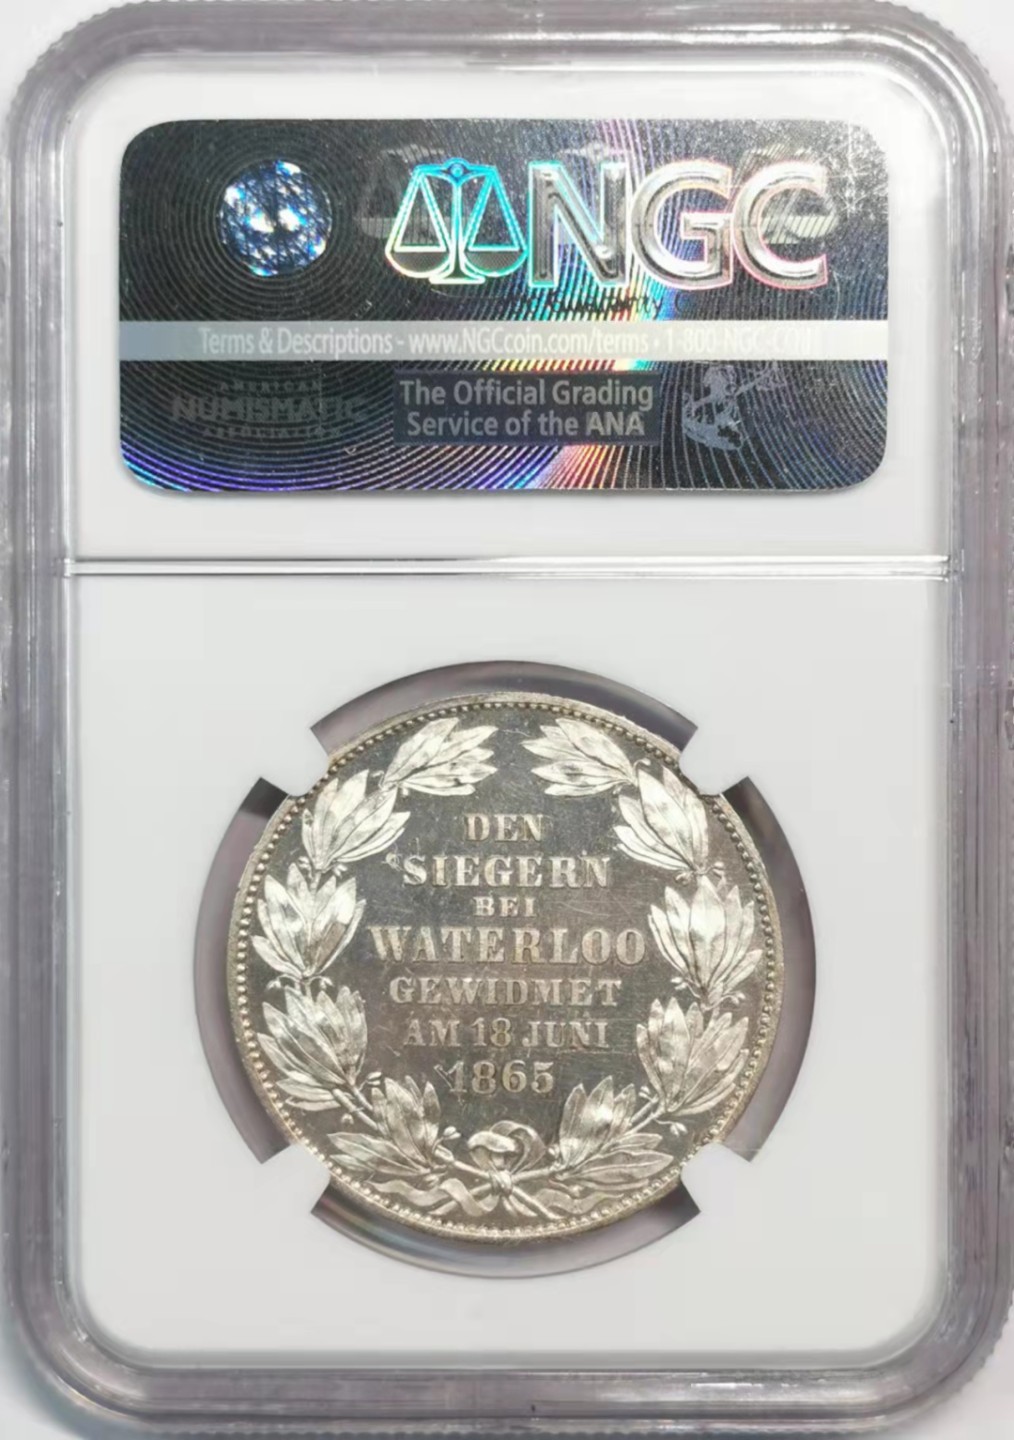 NGC
Terms & Descriptions - www.NGCcoin.com/terms • 1-800-NGC-COIN
AMERICAN
NUMISMATIC
ASSOCIATION
The Official Grading
Service of the ANA
DEN
SIEGERN
BEI
WATERLOO
GEWIDMET
AM 18 JUNI
1865